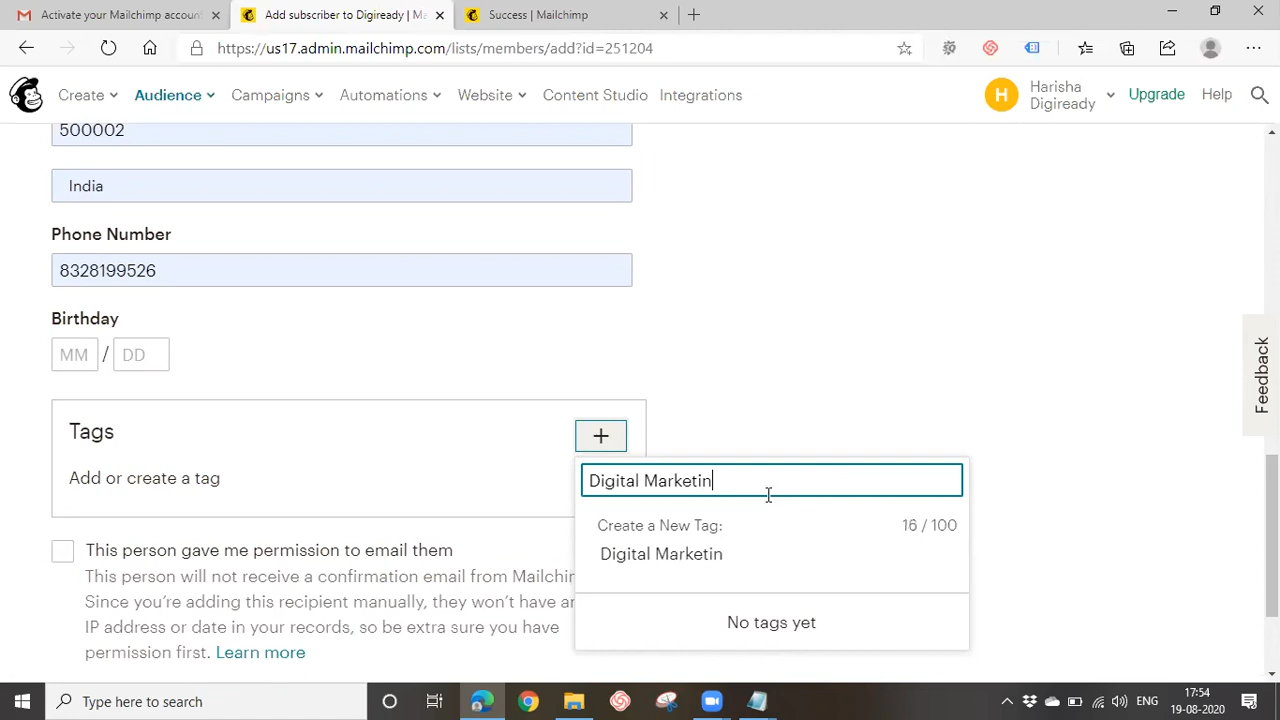 Activate your Mailchimp accoun
Add subscriber to Digiready | Ma
Success | Mailchimp
https://us17.admin.mailchimp.com/lists/members/add?id=251204
Create
Audience
Campaigns
Automations
Website
Content Studio
Integrations
H
Harisha
Digiready
Upgrade
Help
500002
India
Phone Number
8328199526
Birthday
MM / DD
Tags
+
Add or create a tag
Digital Marketin
Create a New Tag: 16 / 100
Digital Marketin
No tags yet
This person gave me permission to email them
This person will not receive a confirmation email from Mailchim
Since you're adding this recipient manually, they won't have an
IP address or date in your records, so be extra sure you have
permission first. Learn more
Feedback
Type here to search
ENG
17:54
19-08-2020